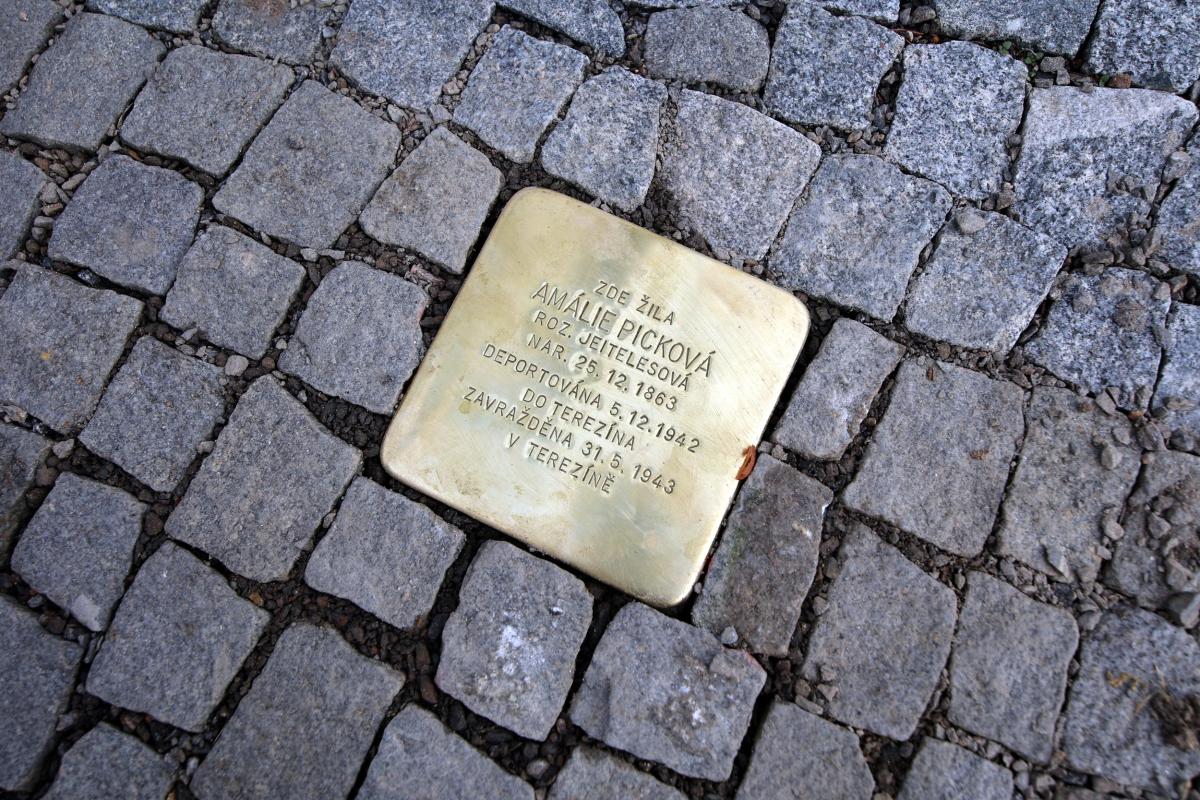 ZDE ŽILA
AMÁLIE PICKOVÁ
ROZ. JEITELESOVÁ
NAR. 25. 12. 1863
DEPORTOVÁNA 5. 12. 1942
DO TEREZÍNA
ZAVRAŽDĚNA 31. 5. 1943
V TEREZÍNĚ